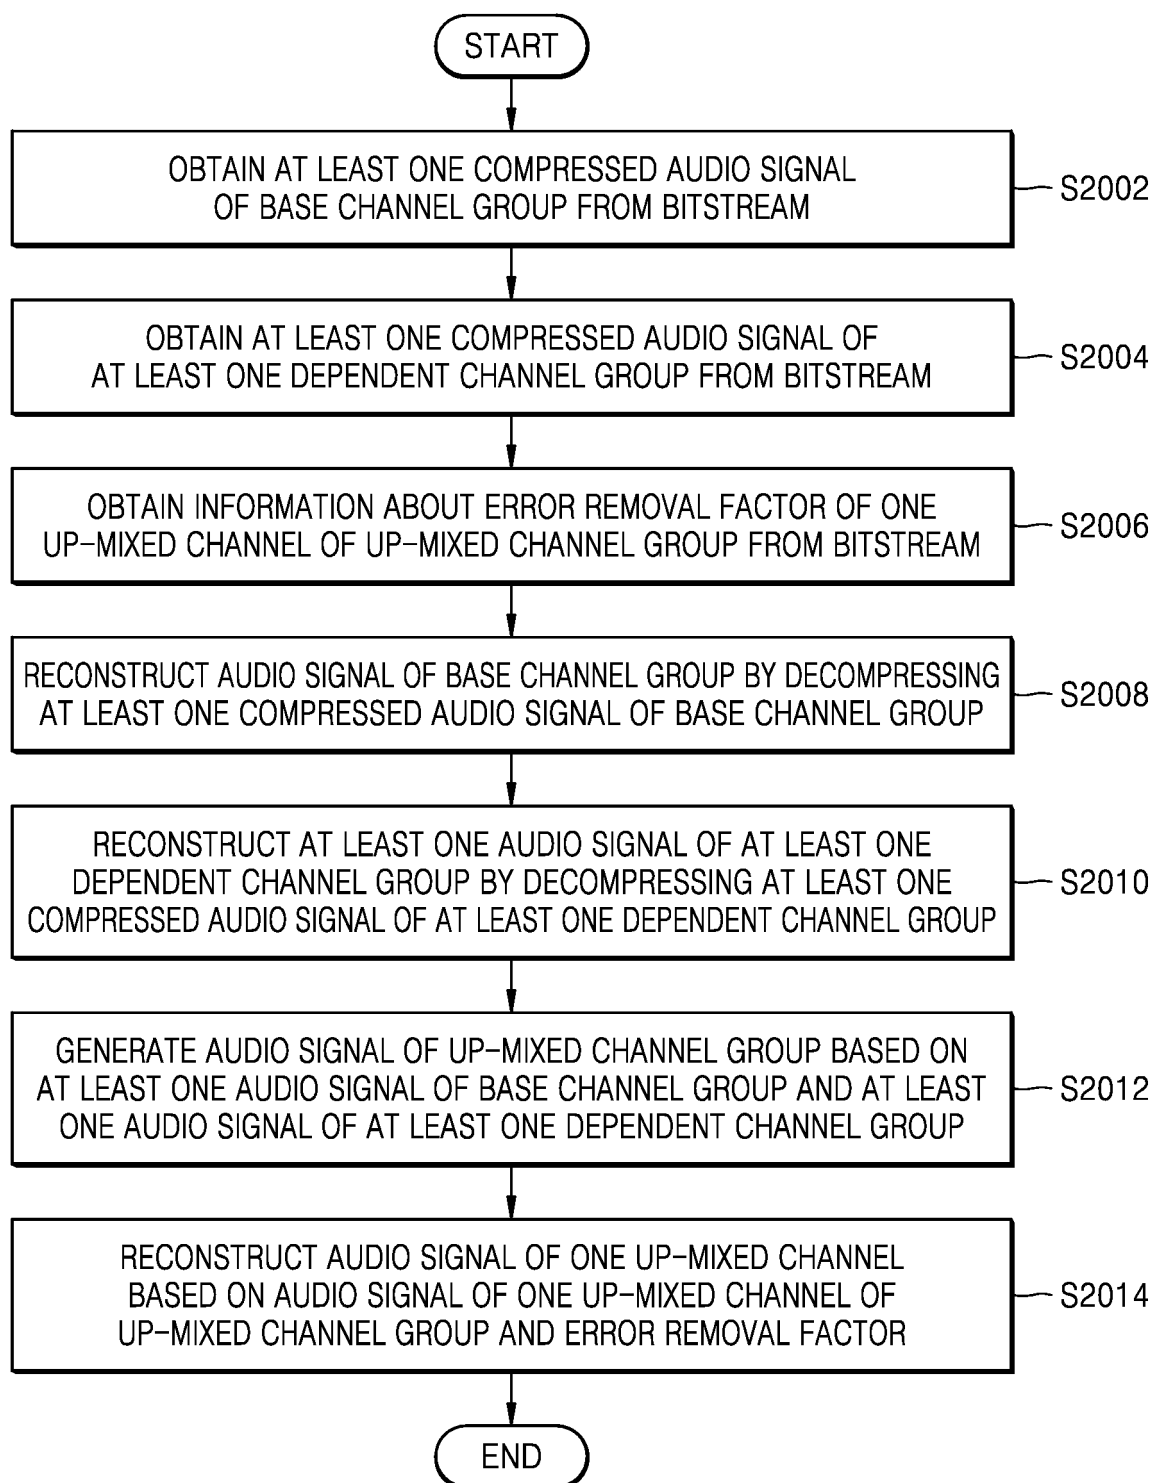 START
OBTAIN AT LEAST ONE COMPRESSED AUDIO SIGNAL
OF BASE CHANNEL GROUP FROM BITSTREAM
S2002
OBTAIN AT LEAST ONE COMPRESSED AUDIO SIGNAL OF
AT LEAST ONE DEPENDENT CHANNEL GROUP FROM BITSTREAM
S2004
OBTAIN INFORMATION ABOUT ERROR REMOVAL FACTOR OF ONE
UP-MIXED CHANNEL OF UP-MIXED CHANNEL GROUP FROM BITSTREAM
S2006
RECONSTRUCT AUDIO SIGNAL OF BASE CHANNEL GROUP BY DECOMPRESSING
AT LEAST ONE COMPRESSED AUDIO SIGNAL OF BASE CHANNEL GROUP
S2008
RECONSTRUCT AT LEAST ONE AUDIO SIGNAL OF AT LEAST ONE
DEPENDENT CHANNEL GROUP BY DECOMPRESSING AT LEAST ONE
COMPRESSED AUDIO SIGNAL OF AT LEAST ONE DEPENDENT CHANNEL GROUP
S2010
GENERATE AUDIO SIGNAL OF UP-MIXED CHANNEL GROUP BASED ON
AT LEAST ONE AUDIO SIGNAL OF BASE CHANNEL GROUP AND AT LEAST
ONE AUDIO SIGNAL OF AT LEAST ONE DEPENDENT CHANNEL GROUP
S2012
RECONSTRUCT AUDIO SIGNAL OF ONE UP-MIXED CHANNEL
BASED ON AUDIO SIGNAL OF ONE UP-MIXED CHANNEL OF
UP-MIXED CHANNEL GROUP AND ERROR REMOVAL FACTOR
S2014
END